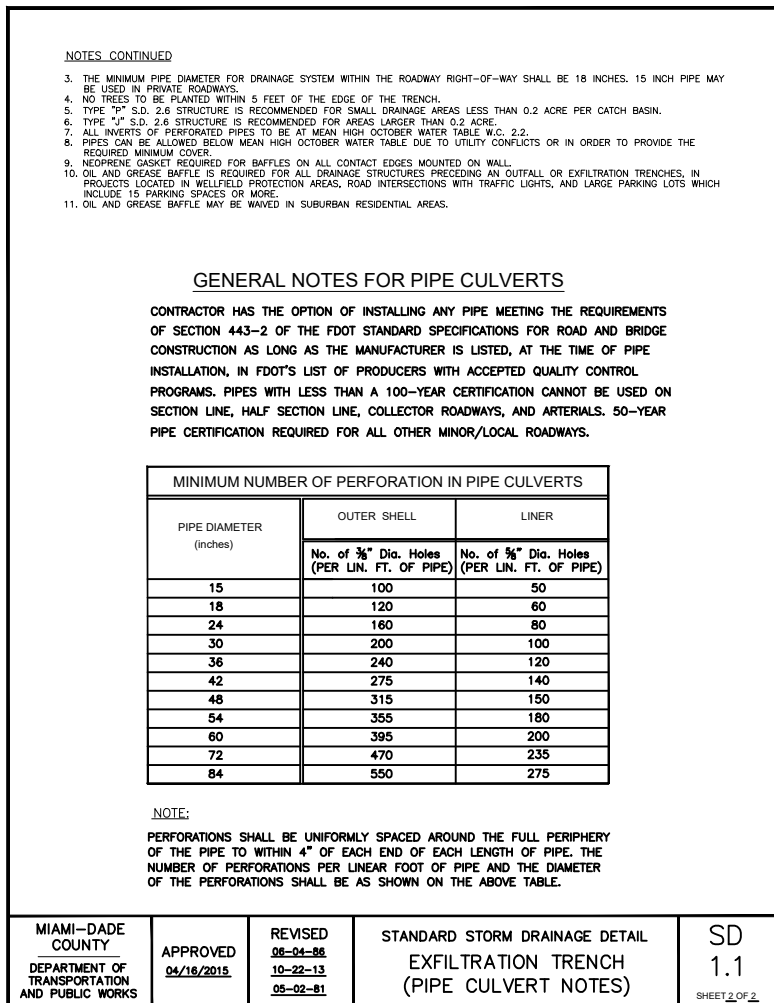 NOTES CONTINUED
3. THE MINIMUM PIPE DIAMETER FOR DRAINAGE SYSTEM WITHIN THE ROADWAY RIGHT-OF-WAY SHALL BE 18 INCHES. 15 INCH PIPE MAY
BE USED IN PRIVATE ROADWAYS.
4. NO TREES TO BE PLANTED WITHIN 5 FEET OF THE EDGE OF THE TRENCH.
5. TYPE "P" S.D. 2.6 STRUCTURE IS RECOMMENDED FOR SMALL DRAINAGE AREAS LESS THAN 0.2 ACRE PER CATCH BASIN.
6. TYPE "J" S.D. 2.6 STRUCTURE IS RECOMMENDED FOR AREAS LARGER THAN 0.2 ACRE.
7. ALL INVERTS OF PERFORATED PIPES TO BE AT MEAN HIGH OCTOBER WATER TABLE W.C. 2.2.
8. PIPES CAN BE ALLOWED BELOW MEAN HIGH OCTOBER WATER TABLE DUE TO UTILITY CONFLICTS OR IN ORDER TO PROVIDE THE
REQUIRED MINIMUM COVER.
9. NEOPRENE GASKET REQUIRED FOR BAFFLES ON ALL CONTACT EDGES MOUNTED ON WALL.
10. OIL AND GREASE BAFFLE IS REQUIRED FOR ALL DRAINAGE STRUCTURES PRECEDING AN OUTFALL OR EXFILTRATION TRENCHES, IN
PROJECTS LOCATED IN WELLFIELD PROTECTION AREAS, ROAD INTERSECTIONS WITH TRAFFIC LIGHTS, AND LARGE PARKING LOTS WHICH
INCLUDE 15 PARKING SPACES OR MORE.
11. OIL AND GREASE BAFFLE MAY BE WAIVED IN SUBURBAN RESIDENTIAL AREAS.
GENERAL NOTES FOR PIPE CULVERTS
CONTRACTOR HAS THE OPTION OF INSTALLING ANY PIPE MEETING THE REQUIREMENTS
OF SECTION 443-2 OF THE FDOT STANDARD SPECIFICATIONS FOR ROAD AND BRIDGE
CONSTRUCTION AS LONG AS THE MANUFACTURER IS LISTED, AT THE TIME OF PIPE
INSTALLATION, IN FDOT'S LIST OF PRODUCERS WITH ACCEPTED QUALITY CONTROL
PROGRAMS. PIPES WITH LESS THAN A 100-YEAR CERTIFICATION CANNOT BE USED ON
SECTION LINE, HALF SECTION LINE, COLLECTOR ROADWAYS, AND ARTERIALS. 50-YEAR
PIPE CERTIFICATION REQUIRED FOR ALL OTHER MINOR/LOCAL ROADWAYS.
MINIMUM NUMBER OF PERFORATION IN PIPE CULVERTS
PIPE DIAMETER
(inches)
OUTER SHELL
LINER
No. of ⅜" Dia. Holes
(PER LIN. FT. OF PIPE)
No. of ⅝" Dia. Holes
(PER LIN. FT. OF PIPE)
15 100 50
18 120 60
24 160 80
30 200 100
36 240 120
42 275 140
48 315 150
54 355 180
60 395 200
72 470 235
84 550 275
NOTE:
PERFORATIONS SHALL BE UNIFORMLY SPACED AROUND THE FULL PERIPHERY
OF THE PIPE TO WITHIN 4" OF EACH END OF EACH LENGTH OF PIPE. THE
NUMBER OF PERFORATIONS PER LINEAR FOOT OF PIPE AND THE DIAMETER
OF THE PERFORATIONS SHALL BE AS SHOWN ON THE ABOVE TABLE.
MIAMI-DADE
COUNTY
DEPARTMENT OF
TRANSPORTATION
AND PUBLIC WORKS
APPROVED
04/16/2015
REVISED
06-04-86
10-22-13
05-02-81
STANDARD STORM DRAINAGE DETAIL
EXFILTRATION TRENCH
(PIPE CULVERT NOTES)
SD
1.1
SHEET 2 OF 2